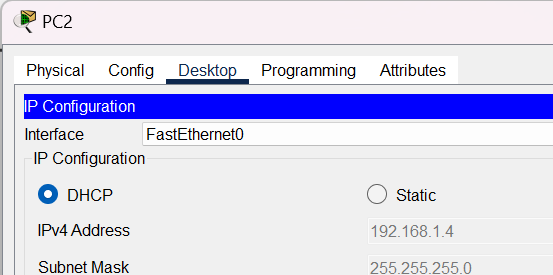 PC2
Physical Config Desktop Programming Attributes
IP Configuration
Interface FastEthernet0
IP Configuration
DHCP Static
IPv4 Address 192.168.1.4
Subnet Mask 255.255.255.0